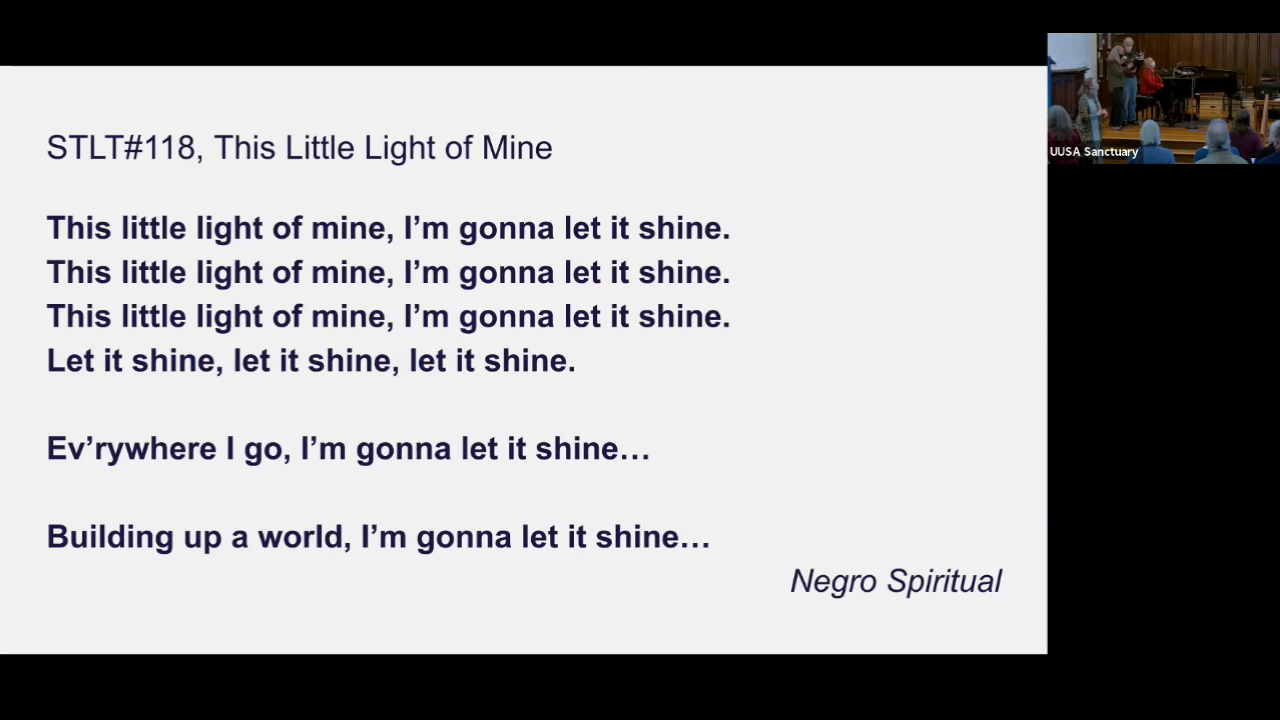 STLT#118, This Little Light of Mine
This little light of mine, I’m gonna let it shine.
This little light of mine, I’m gonna let it shine.
This little light of mine, I’m gonna let it shine.
Let it shine, let it shine, let it shine.
Ev’rywhere I go, I’m gonna let it shine…
Building up a world, I’m gonna let it shine…
Negro Spiritual
UUSA Sanctuary